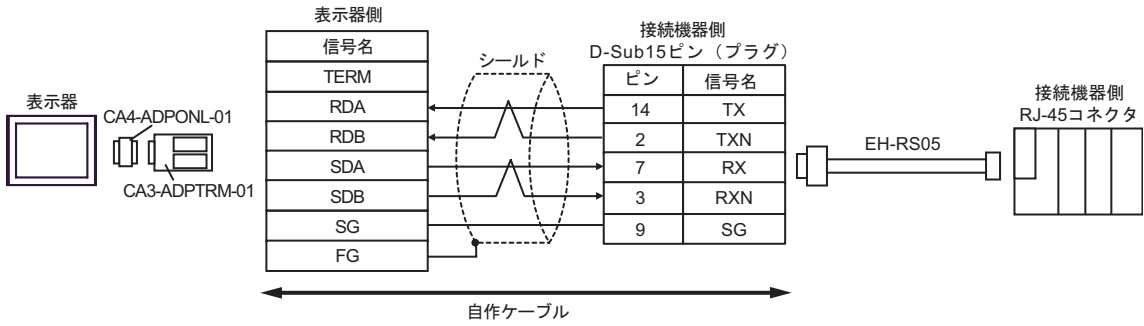 表示器
CA4-ADPONL-01
CA3-ADPTRM-01
表示器側
信号名
TERM
RDA
RDB
SDA
SDB
SG
FG
シールド
接続機器側
D-Sub15ピン（プラグ）
ピン 信号名
14 TX
2 TXN
7 RX
3 RXN
9 SG
自作ケーブル
EH-RS05
接続機器側
RJ-45コネクタ